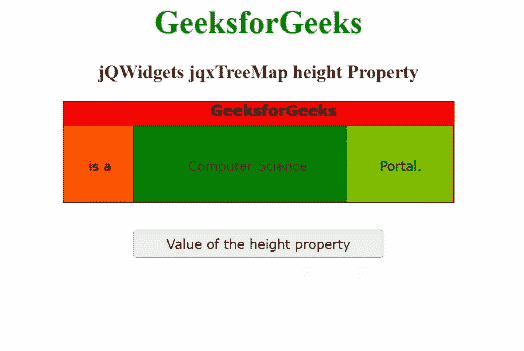 GeeksforGeeks
jQWidgets jqxTreeMap height Property
GeeksforGeeks
is a Computer Science Portal.
Value of the height property